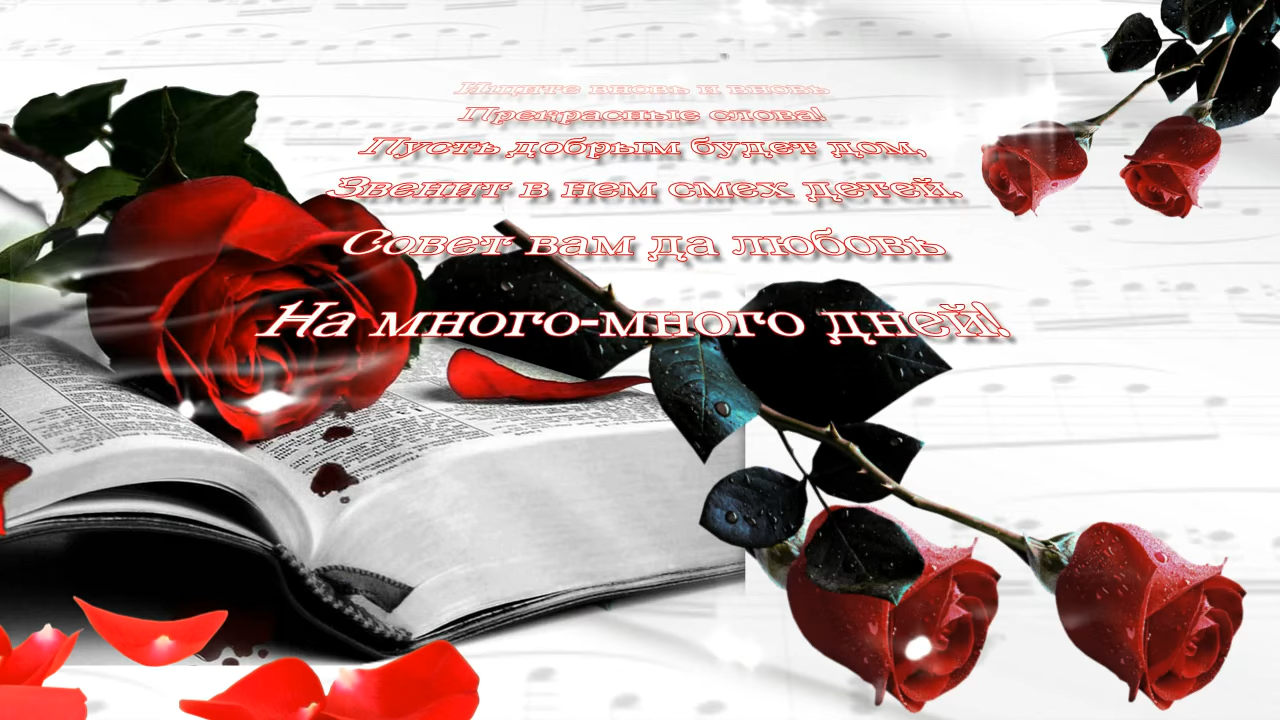 Ищите вновь и вновь
Прекрасные слова!
Пусть добрым будет дом,
Звенит в нем смех детей.
Совет вам да любовь
На много-много дней!